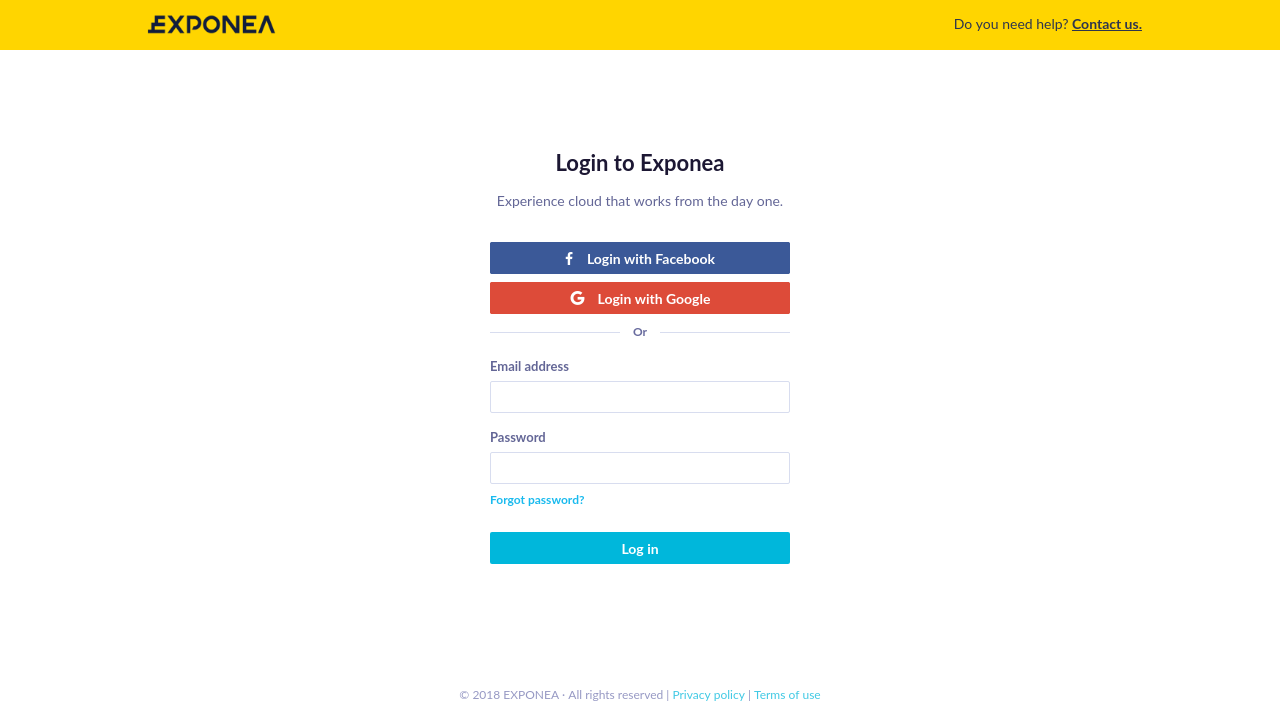 EXPONEA
Do you need help? Contact us.
Login to Exponea
Experience cloud that works from the day one.
Login with Facebook
Login with Google
Or
Email address
Password
Forgot password?
Log in
© 2018 EXPONEA · All rights reserved | Privacy policy | Terms of use